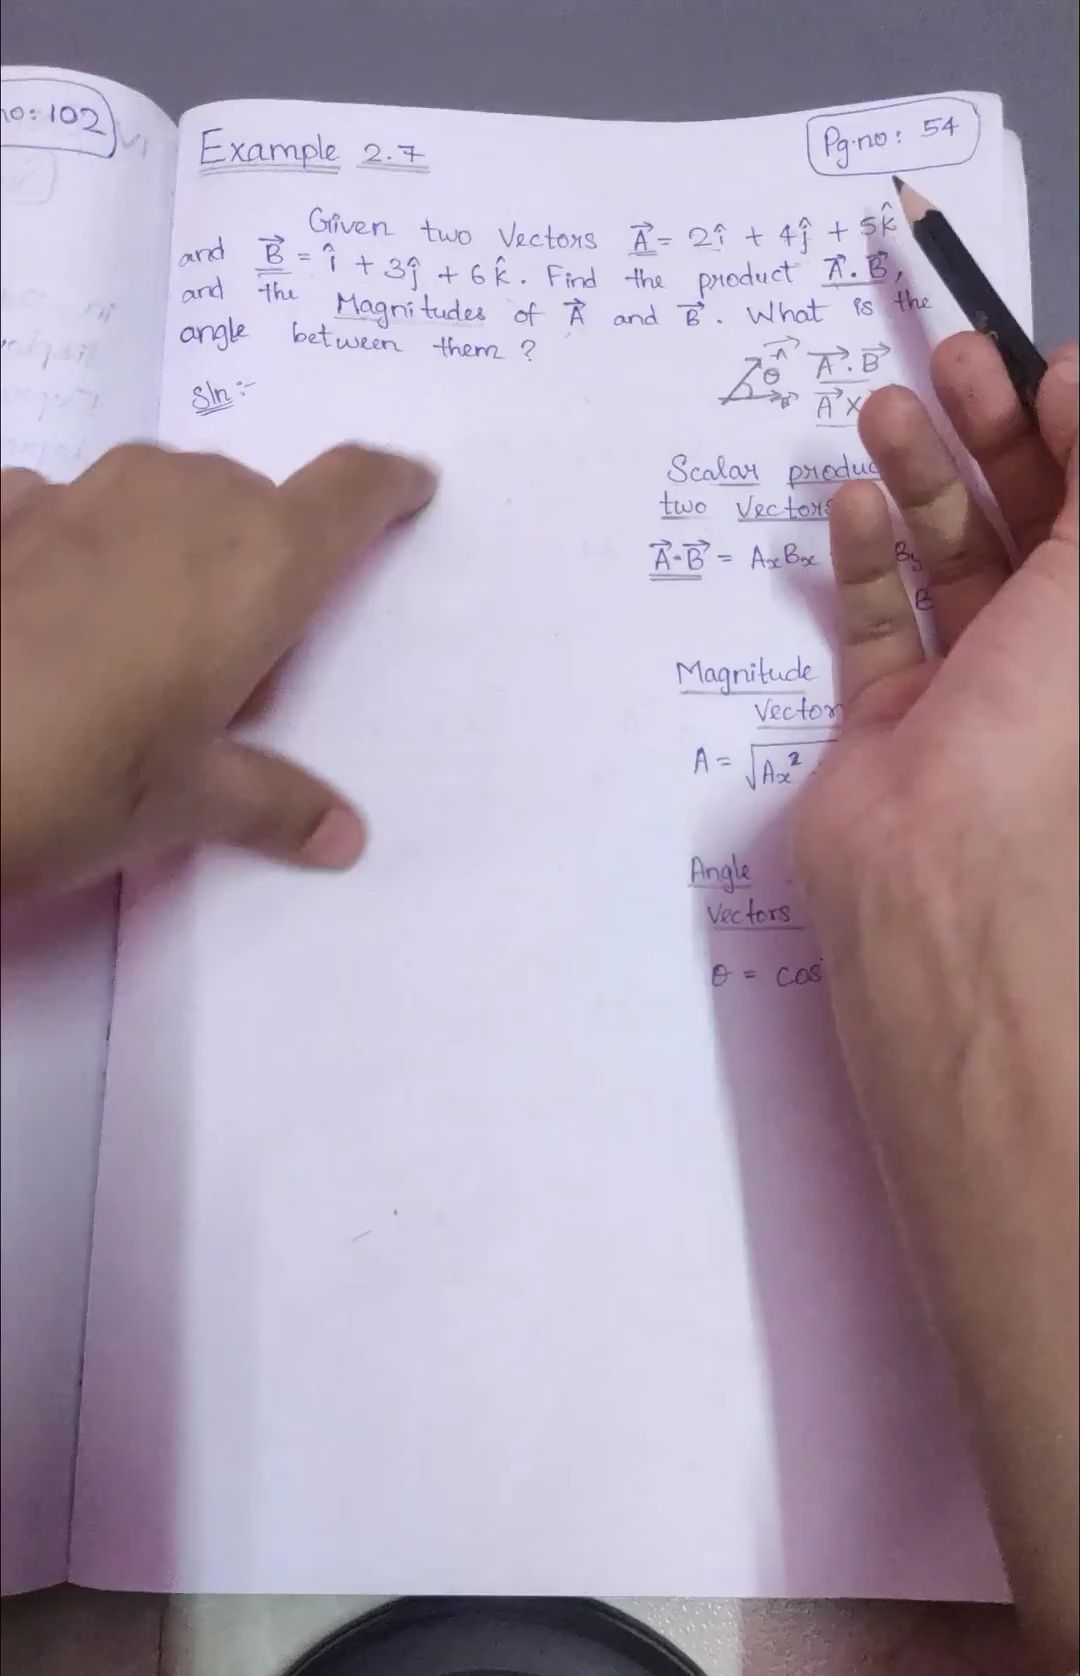 no: 102
Pg.no: 54
Example 2.7
Given two Vectors A⃗ = 2î + 4ĵ + 5k̂
and B⃗ = î + 3ĵ + 6k̂. Find the product A⃗.B⃗,
and the Magnitudes of A⃗ and B⃗. What is the
angle between them?
Sln:-
A⃗
θ
B⃗
A⃗.B⃗
A⃗ X
Scalar produc
two Vectors
A⃗.B⃗ = AxBx By
B
Magnitude
Vector
A = √Ax²
Angle
Vectors
θ = cos